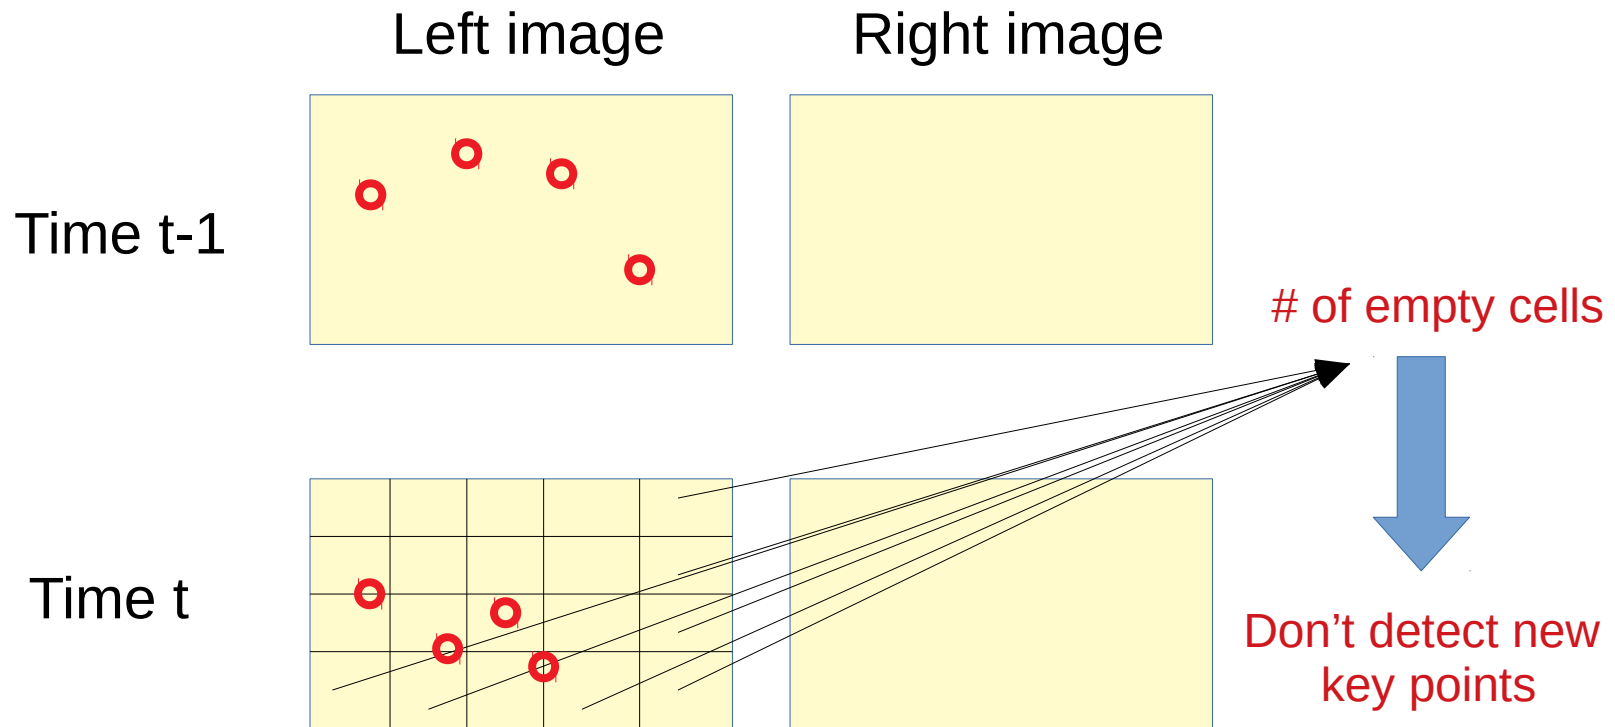 Left image
Right image
Time t-1
# of empty cells
Time t
Don’t detect new
key points